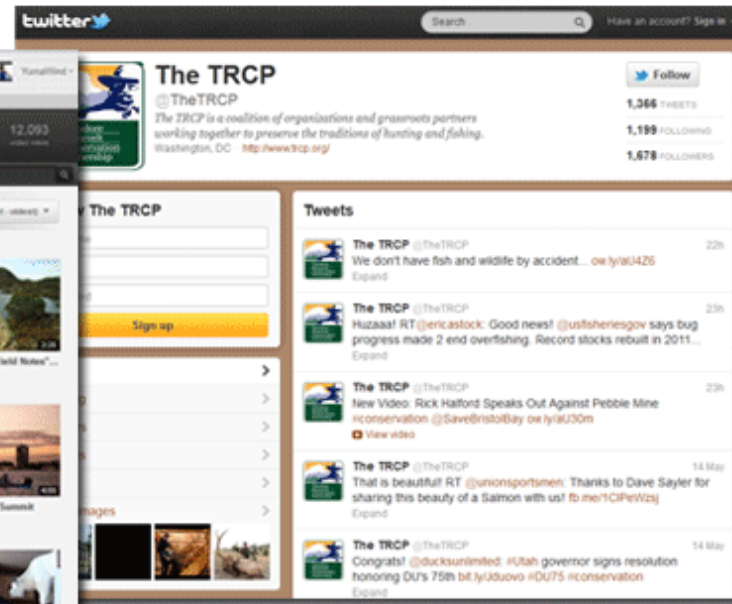 twitter
Search
Have an account? Sign in
The TRCP
@TheTRCP
The TRCP is a coalition of organizations and grassroots partners
working together to preserve the traditions of hunting and fishing.
Washington, DC http://www.trcp.org/
Follow
1,366 TWEETS
1,199 FOLLOWING
1,678 FOLLOWERS
12,093
The TRCP
Sign up
Tweets
The TRCP @TheTRCP 22h
We don't have fish and wildlife by accident... ow.ly/aU4Z6
Expand
The TRCP @TheTRCP 23h
Huzaaa! RT @ericastock: Good news! @usfisheriesgov says bug
progress made 2 end overfishing. Record stocks rebuilt in 2011...
Expand
The TRCP @TheTRCP 23h
New Video: Rick Halford Speaks Out Against Pebble Mine
#conservation @SaveBristolBay ow.ly/aU30m
View video
The TRCP @TheTRCP 14 May
That is beautiful! RT @unionsportsmen: Thanks to Dave Sayler for
sharing this beauty of a Salmon with us! fb.me/1CIPeWzsj
Expand
The TRCP @TheTRCP 14 May
Congrats! @ducksunlimited: #Utah governor signs resolution
honoring DU's 75th bit.ly/Jduovo #DU75 #conservation
Expand
Field Notes"...
Summit